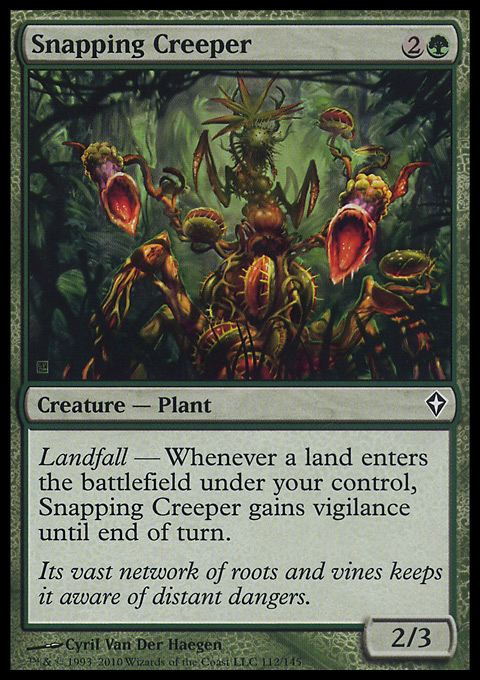 Snapping Creeper
2
Creature — Plant
Landfall — Whenever a land enters
the battlefield under your control,
Snapping Creeper gains vigilance
until end of turn.
Its vast network of roots and vines keeps
it aware of distant dangers.
2/3
Cyril Van Der Haegen
™ & © 1993–2010 Wizards of the Coast LLC 112/145